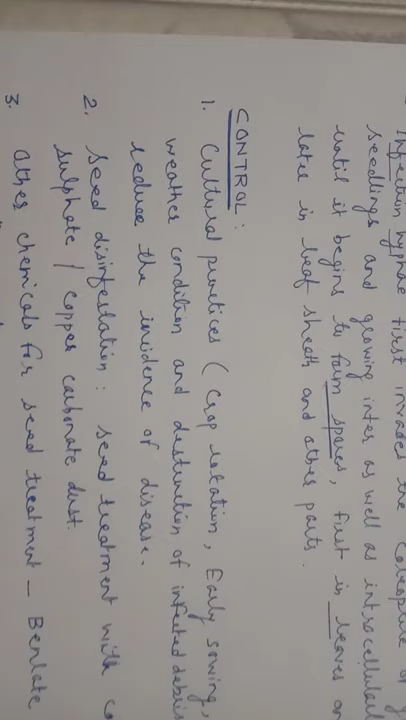 Infection hyphae first invades the coleoptile of
seedlings and growing inter as well as intracellular
until it begins to form spores, first in leaves
later in leaf sheath and other parts.
CONTROL:
1. Cultural practices (Crop rotation, Early sowing,
weather condition and destruction of infected debris
reduce the incidence of disease.
2. Seed disinfestation: seed treatment with
sulphate / copper carbonate dust.
3. Other chemicals for seed treatment – Benlate